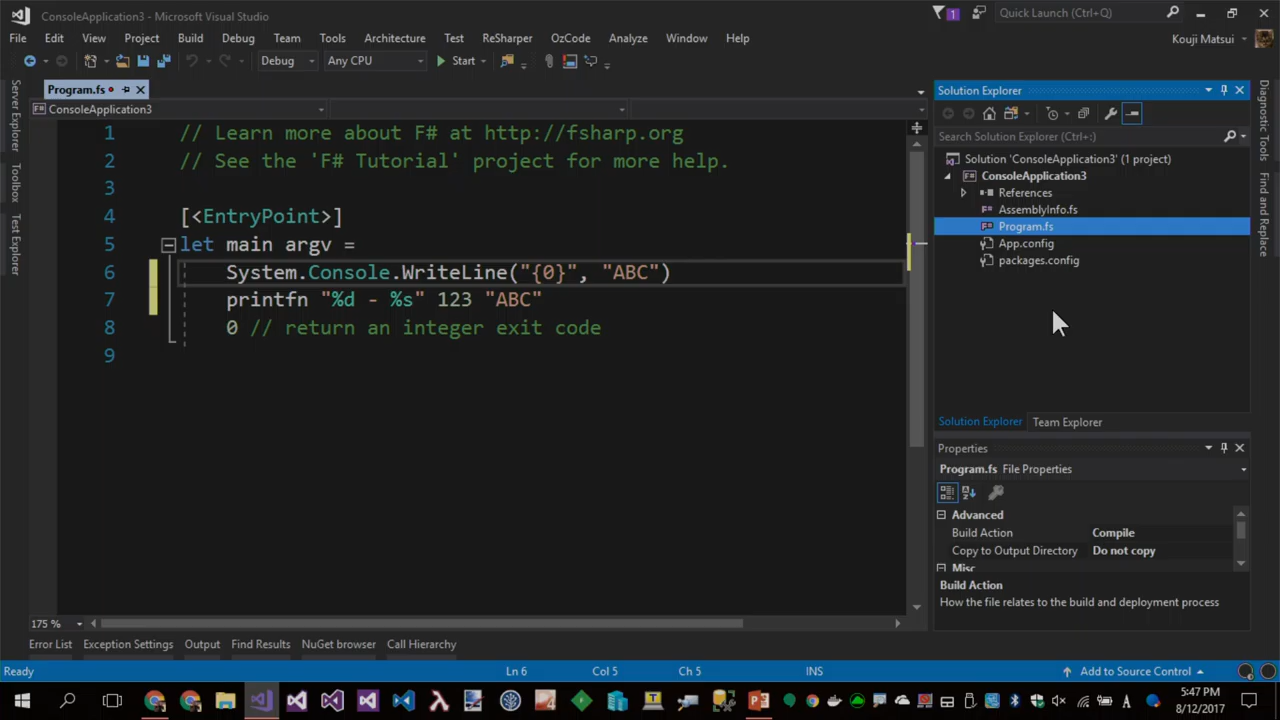 ConsoleApplication3 - Microsoft Visual Studio
1
Quick Launch (Ctrl+Q)
File Edit View Project Build Debug Team Tools Architecture Test ReSharper OzCode Analyze Window Help
Kouji Matsui
Debug Any CPU Start
Server Explorer
Toolbox
Test Explorer
Program.fs
ConsoleApplication3
1 // Learn more about F# at http://fsharp.org
2 // See the 'F# Tutorial' project for more help.
3
4 [<EntryPoint>]
5 let main argv =
6 System.Console.WriteLine("{0}", "ABC")
7 printfn "%d - %s" 123 "ABC"
8 0 // return an integer exit code
9
175 %
Solution Explorer
Search Solution Explorer (Ctrl+:)
Solution 'ConsoleApplication3' (1 project)
ConsoleApplication3
References
AssemblyInfo.fs
Program.fs
App.config
packages.config
Solution Explorer Team Explorer
Properties
Program.fs File Properties
Advanced
Build Action Compile
Copy to Output Directory Do not copy
Misc
Build Action
How the file relates to the build and deployment process
Diagnostic Tools
Find and Replace
Error List Exception Settings Output Find Results NuGet browser Call Hierarchy
Ready Ln 6 Col 5 Ch 5 INS Add to Source Control
5:47 PM
8/12/2017